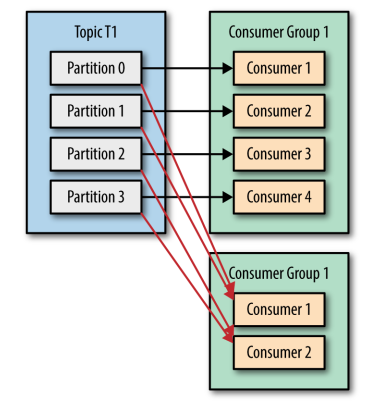 Topic T1
Partition 0
Partition 1
Partition 2
Partition 3
Consumer Group 1
Consumer 1
Consumer 2
Consumer 3
Consumer 4
Consumer Group 1
Consumer 1
Consumer 2